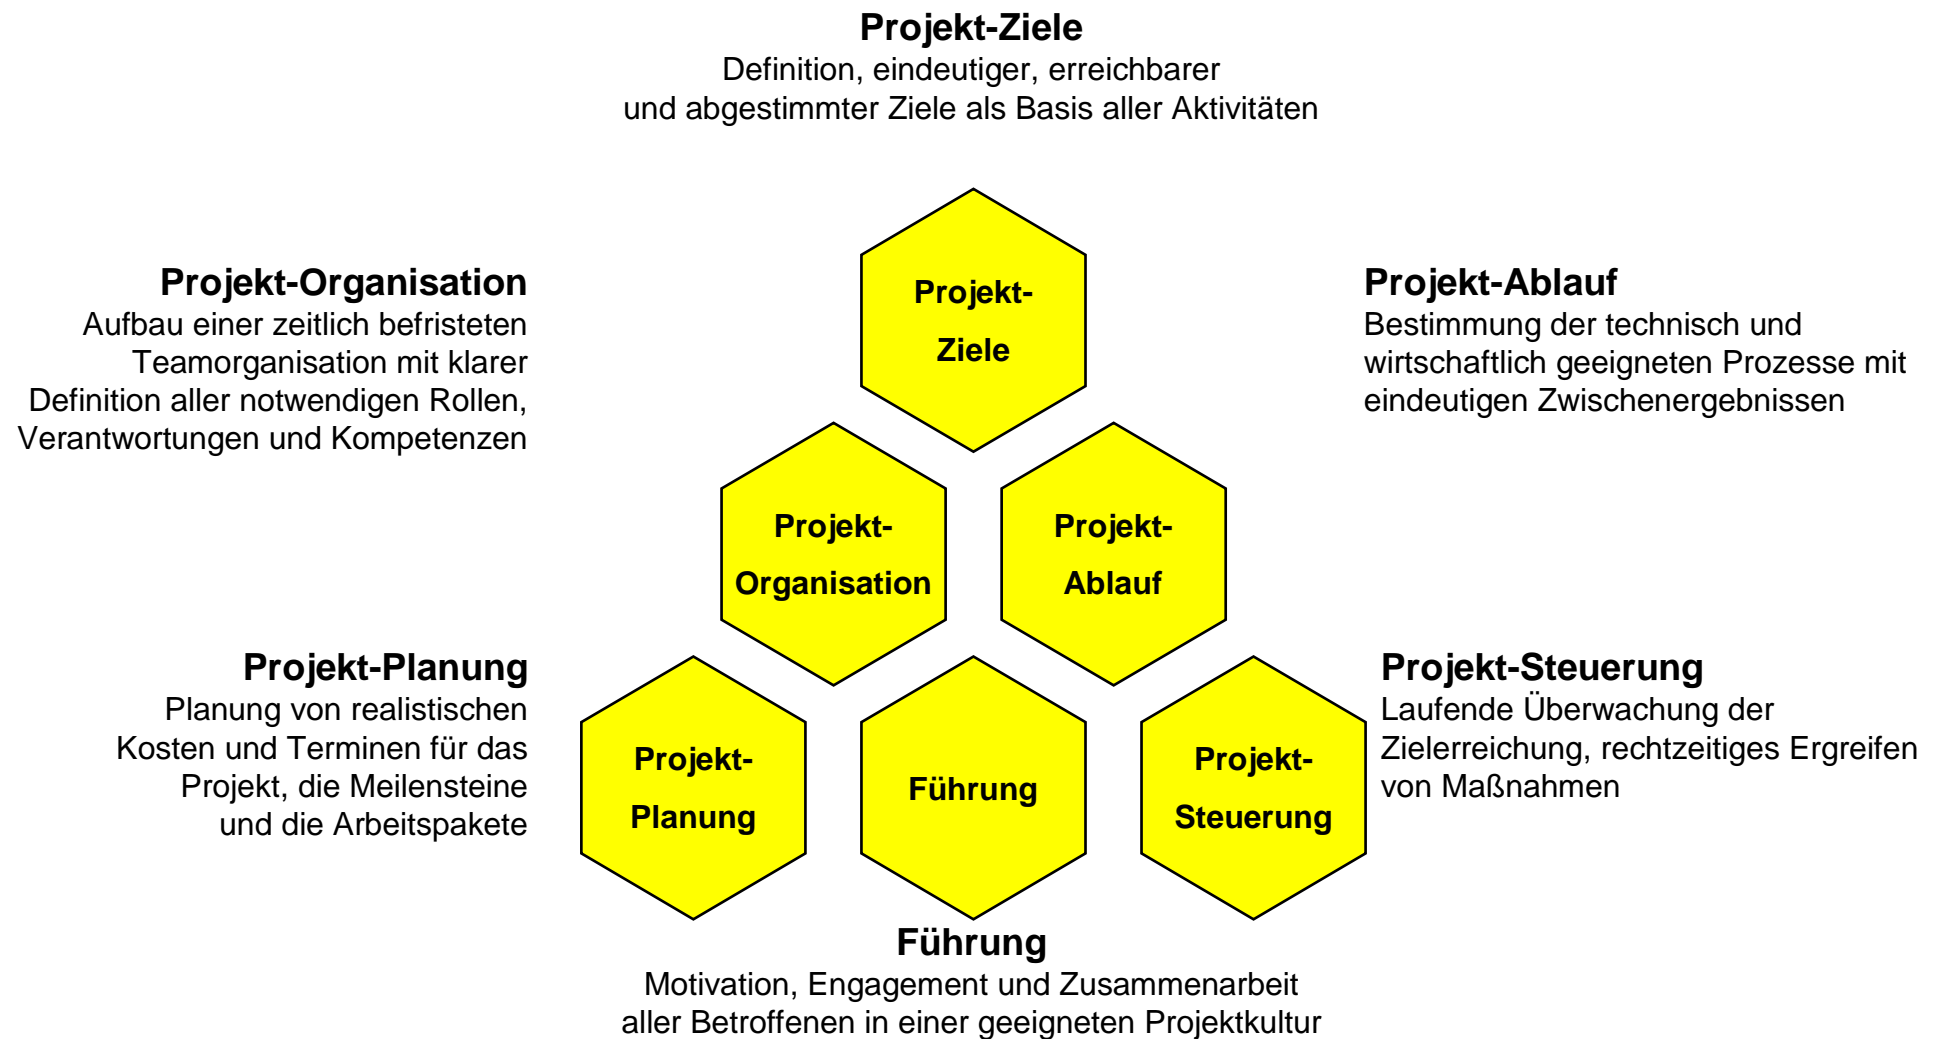 Projekt-Ziele
Definition, eindeutiger, erreichbarer
und abgestimmter Ziele als Basis aller Aktivitäten
Projekt-Organisation
Aufbau einer zeitlich befristeten
Teamorganisation mit klarer
Definition aller notwendigen Rollen,
Verantwortungen und Kompetenzen
Projekt-
Ziele
Projekt-Ablauf
Bestimmung der technisch und
wirtschaftlich geeigneten Prozesse mit
eindeutigen Zwischenergebnissen
Projekt-
Organisation
Projekt-
Ablauf
Projekt-Planung
Planung von realistischen
Kosten und Terminen für das
Projekt, die Meilensteine
und die Arbeitspakete
Projekt-
Planung
Führung
Projekt-
Steuerung
Projekt-Steuerung
Laufende Überwachung der
Zielerreichung, rechtzeitiges Ergreifen
von Maßnahmen
Führung
Motivation, Engagement und Zusammenarbeit
aller Betroffenen in einer geeigneten Projektkultur